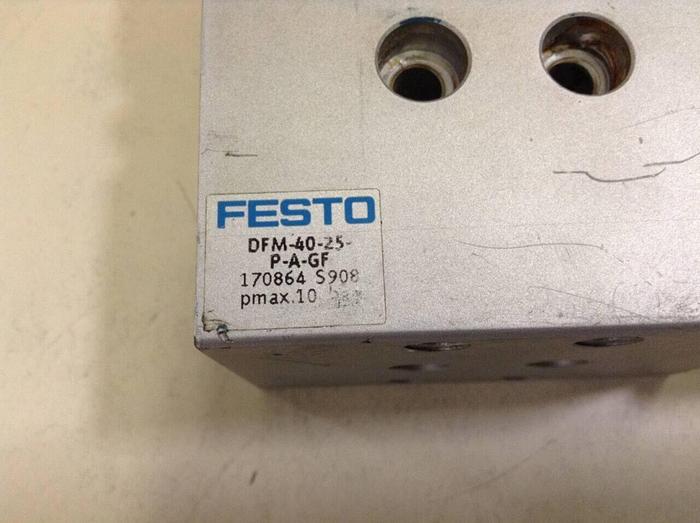 FESTO
DFM-40-25-
P-A-GF
170864 S908
pmax.10